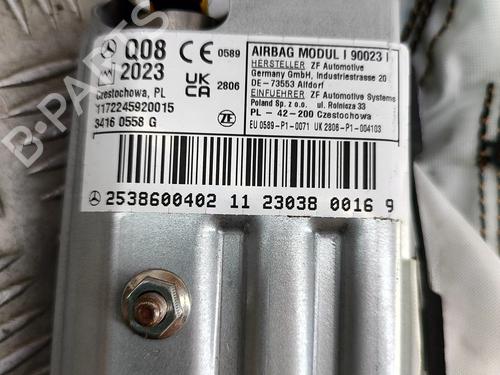 Q08
2023
CE 0589
Czestochowa, PL
UK
CA 2806
Y172245920015
3416 0558 G
ZF
AIRBAG MODUL I 90023 I
HERSTELLER ZF Automotive
Germany GmbH, Industriestrasse 20
DE-73553 Alfdorf
EINFUEHRER ZF Automotive Systems
Poland Sp. z o.o. ul. Rolnicza 33
PL - 42-200 Czestochowa
EU 0589-P1-0071 UK 2806-P1-004103
2538600402 11 23038 0016 9
B-PARTS